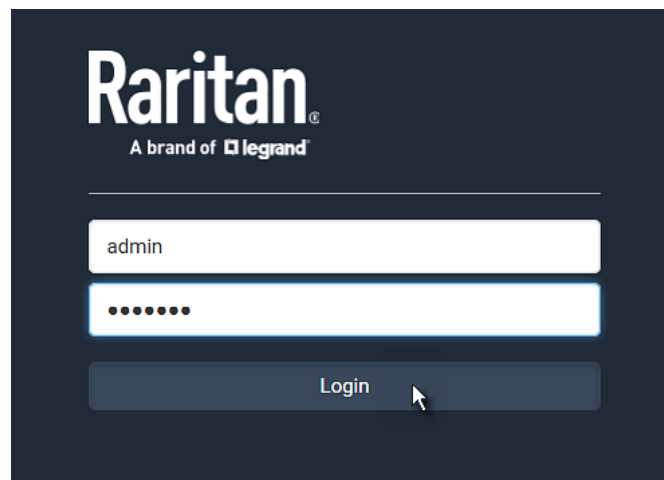 Raritan®
A brand of legrand®
admin
•••••••
Login